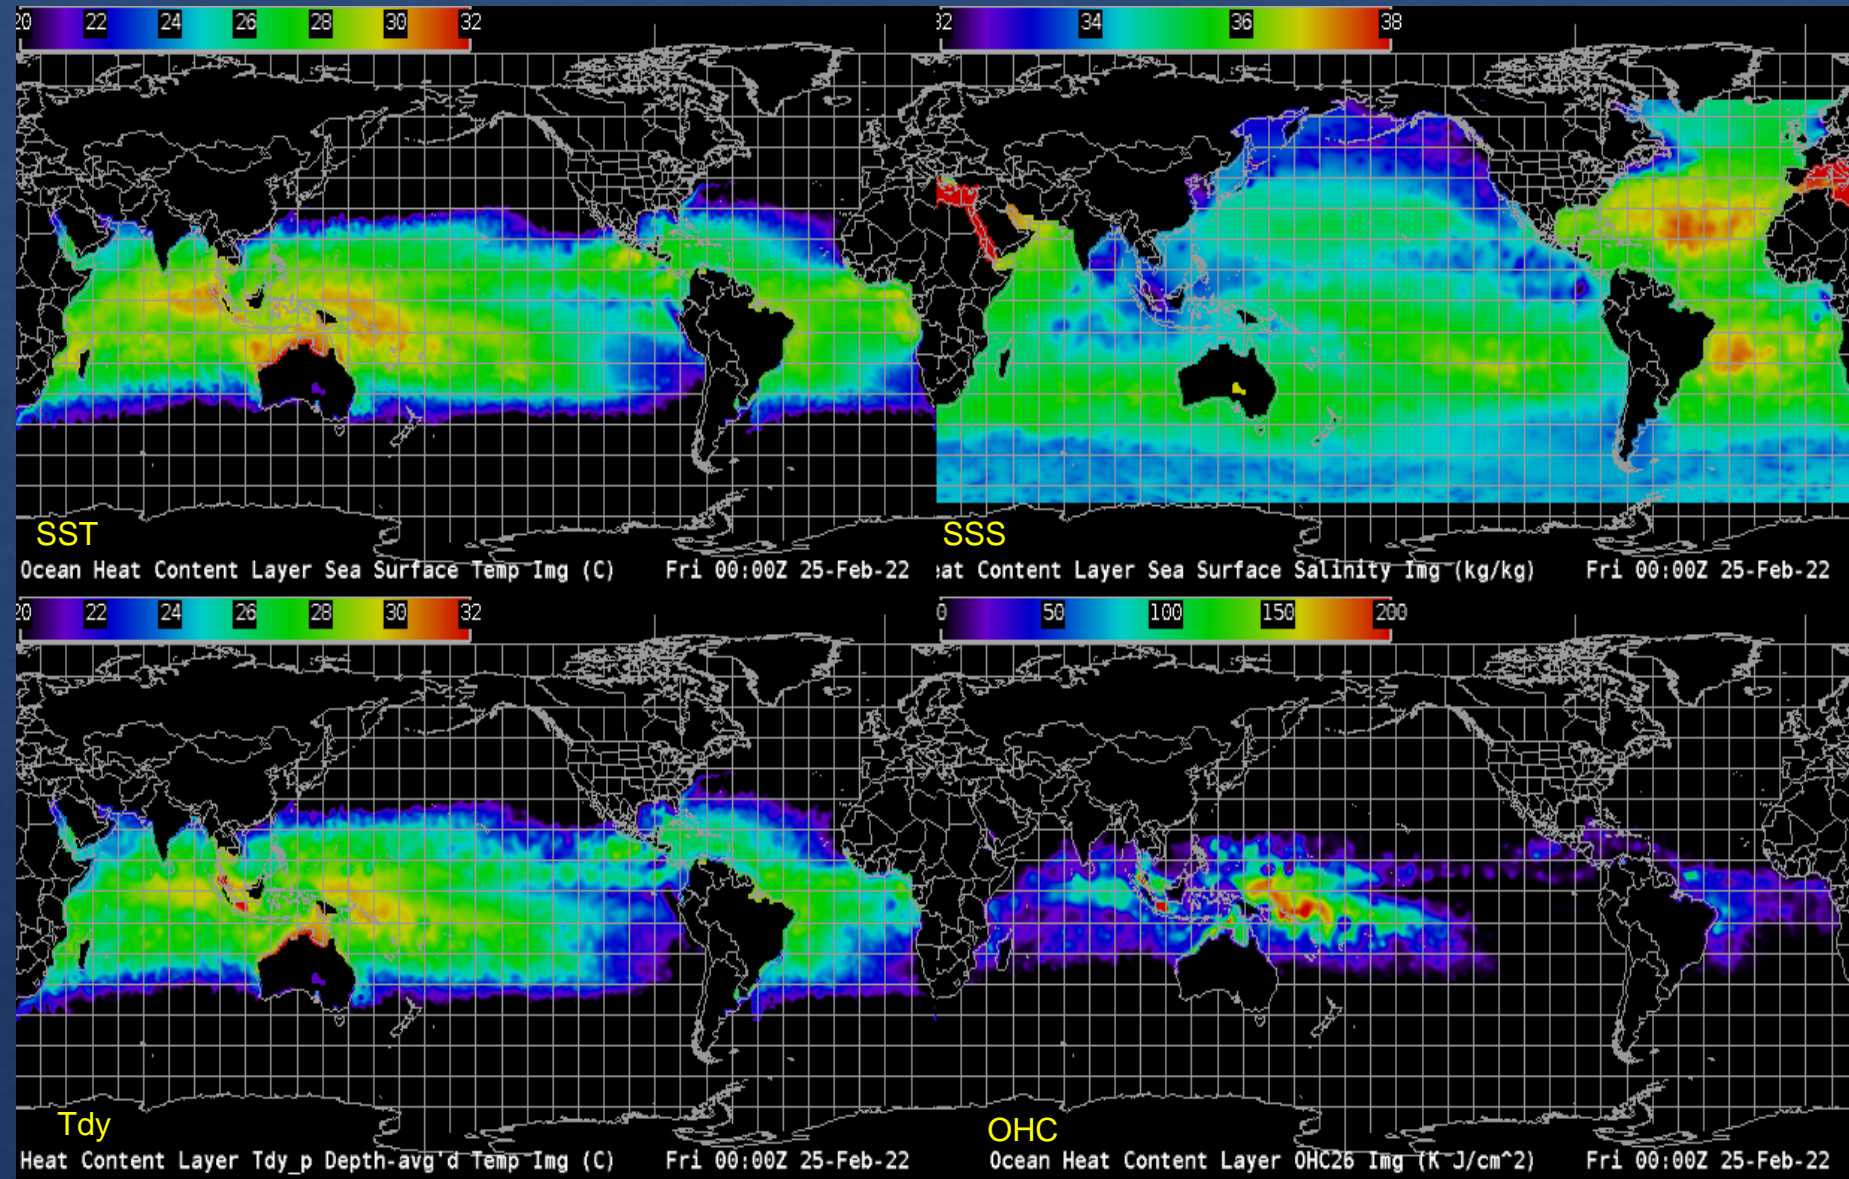 20 22 24 26 28 30 32
32 34 36 38
SST
SSS
Ocean Heat Content Layer Sea Surface Temp Img (C) Fri 00:00Z 25-Feb-22
eat Content Layer Sea Surface Salinity Img (kg/kg) Fri 00:00Z 25-Feb-22
20 22 24 26 28 30 32
0 50 100 150 200
Tdy
OHC
Heat Content Layer Tdy_p Depth-avg'd Temp Img (C) Fri 00:00Z 25-Feb-22
Ocean Heat Content Layer OHC26 Img (K J/cm^2) Fri 00:00Z 25-Feb-22